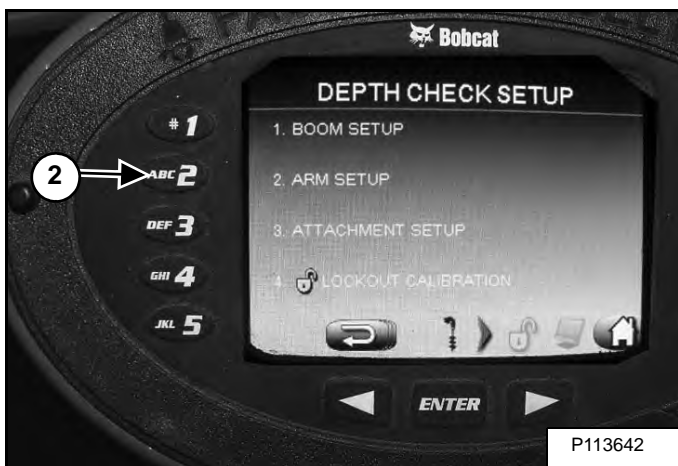 Bobcat
DEPTH CHECK SETUP
# 1
1. BOOM SETUP
2
ABC 2
2. ARM SETUP
DEF 3
3. ATTACHMENT SETUP
GHI 4
4. LOCKOUT CALIBRATION
JKL 5
ENTER
P113642